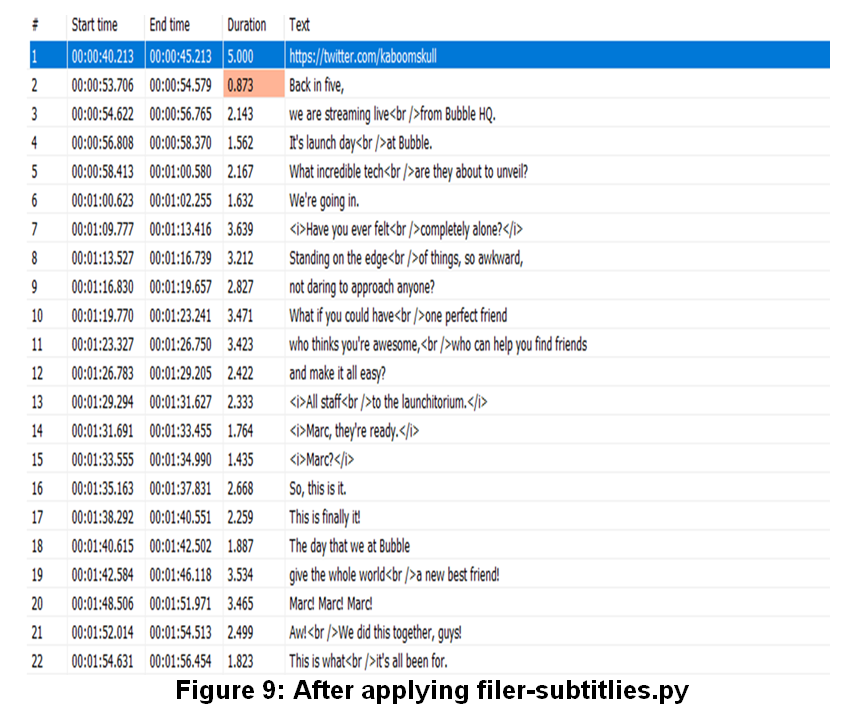 # Start time End time Duration Text
1 00:00:40.213 00:00:45.213 5.000 https://twitter.com/kaboomskull
2 00:00:53.706 00:00:54.579 0.873 Back in five,
3 00:00:54.622 00:00:56.765 2.143 we are streaming live<br />from Bubble HQ.
4 00:00:56.808 00:00:58.370 1.562 It's launch day<br />at Bubble.
5 00:00:58.413 00:01:00.580 2.167 What incredible tech<br />are they about to unveil?
6 00:01:00.623 00:01:02.255 1.632 We're going in.
7 00:01:09.777 00:01:13.416 3.639 <i>Have you ever felt<br />completely alone?</i>
8 00:01:13.527 00:01:16.739 3.212 Standing on the edge<br />of things, so awkward,
9 00:01:16.830 00:01:19.657 2.827 not daring to approach anyone?
10 00:01:19.770 00:01:23.241 3.471 What if you could have<br />one perfect friend
11 00:01:23.327 00:01:26.750 3.423 who thinks you're awesome,<br />who can help you find friends
12 00:01:26.783 00:01:29.205 2.422 and make it all easy?
13 00:01:29.294 00:01:31.627 2.333 <i>All staff<br />to the launchitorium.</i>
14 00:01:31.691 00:01:33.455 1.764 <i>Marc, they're ready.</i>
15 00:01:33.555 00:01:34.990 1.435 <i>Marc?</i>
16 00:01:35.163 00:01:37.831 2.668 So, this is it.
17 00:01:38.292 00:01:40.551 2.259 This is finally it!
18 00:01:40.615 00:01:42.502 1.887 The day that we at Bubble
19 00:01:42.584 00:01:46.118 3.534 give the whole world<br />a new best friend!
20 00:01:48.506 00:01:51.971 3.465 Marc! Marc! Marc!
21 00:01:52.014 00:01:54.513 2.499 Aw!<br />We did this together, guys!
22 00:01:54.631 00:01:56.454 1.823 This is what<br />it's all been for.
Figure 9: After applying filer-subtitlies.py